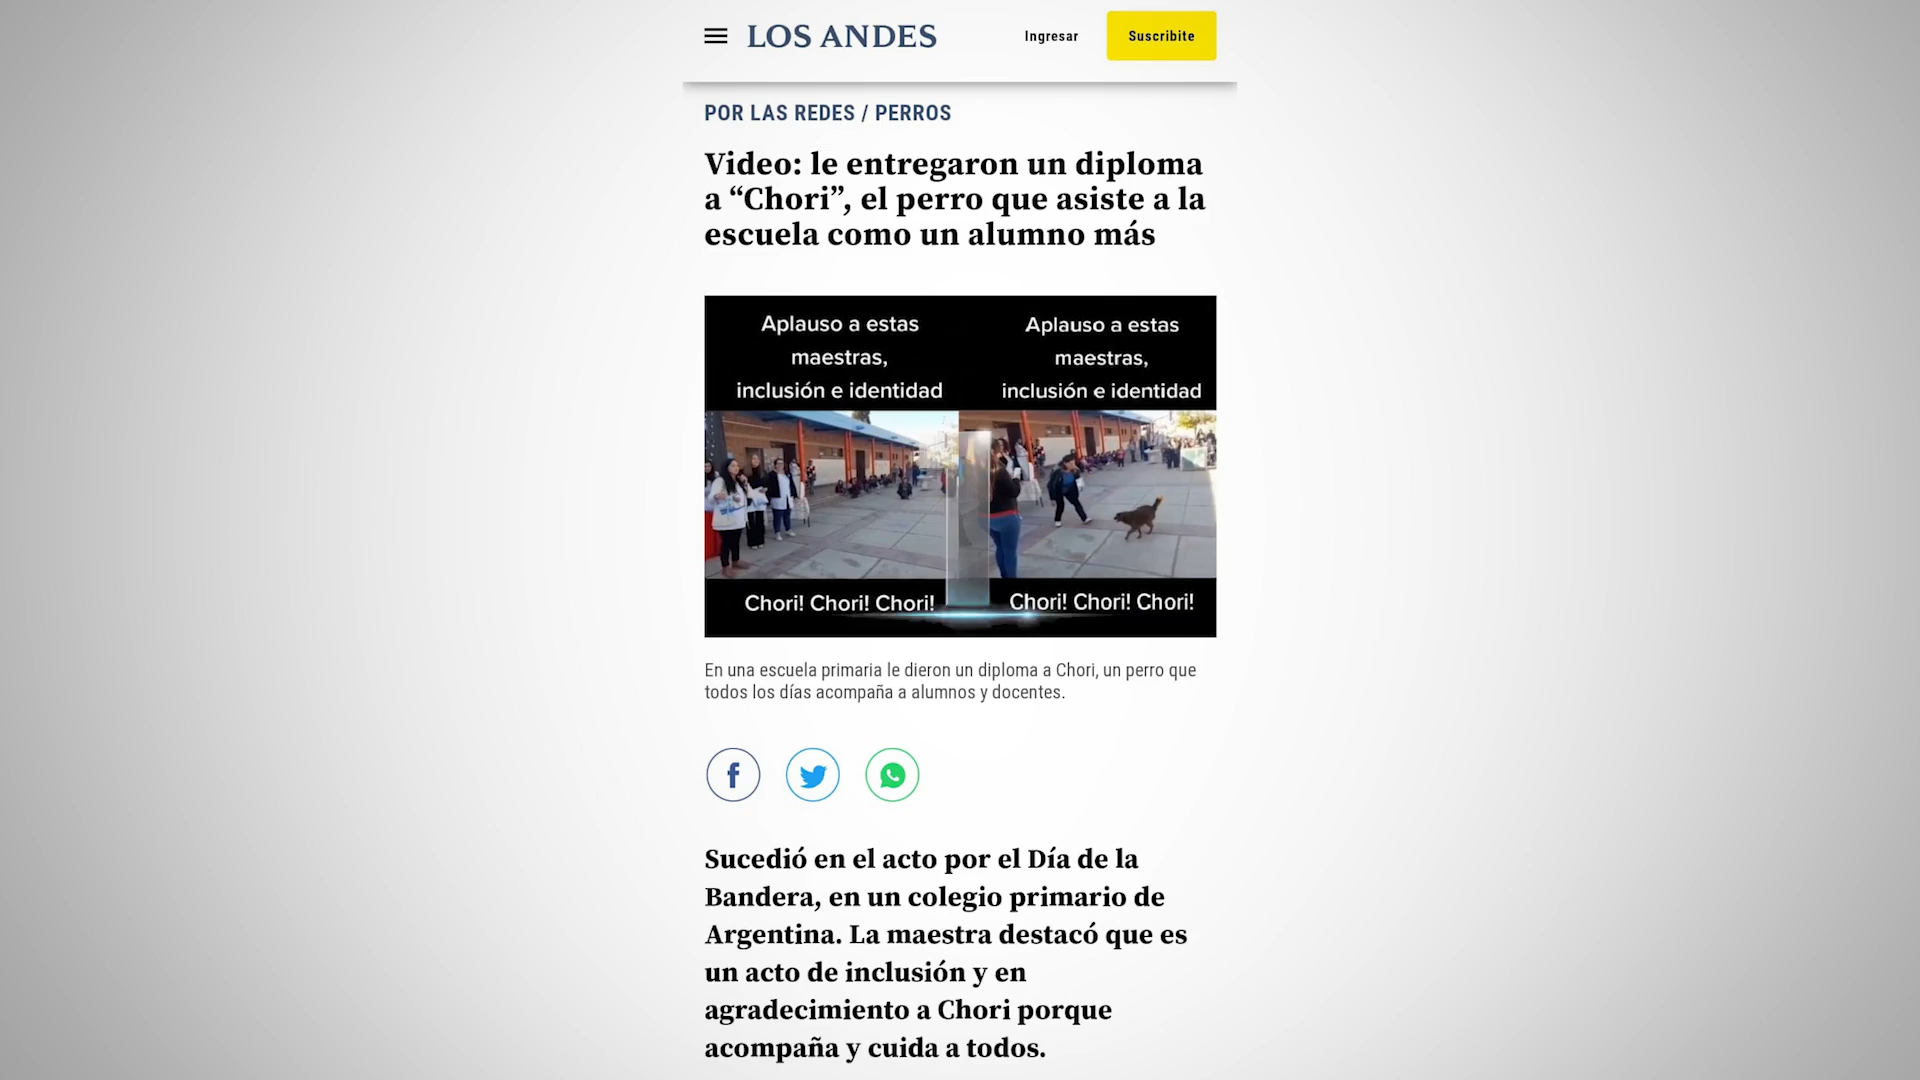 LOS ANDES
Ingresar
Suscribite
POR LAS REDES / PERROS
Video: le entregaron un diploma
a “Chori”, el perro que asiste a la
escuela como un alumno más
Aplauso a estas
maestras,
inclusión e identidad
Chori! Chori! Chori!
Aplauso a estas
maestras,
inclusión e identidad
Chori! Chori! Chori!
En una escuela primaria le dieron un diploma a Chori, un perro que
todos los días acompaña a alumnos y docentes.
Sucedió en el acto por el Día de la
Bandera, en un colegio primario de
Argentina. La maestra destacó que es
un acto de inclusión y en
agradecimiento a Chori porque
acompaña y cuida a todos.